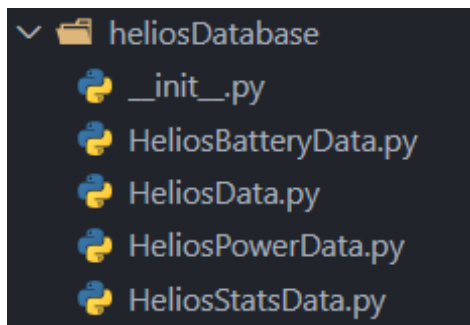 heliosDatabase
__init__.py
HeliosBatteryData.py
HeliosData.py
HeliosPowerData.py
HeliosStatsData.py